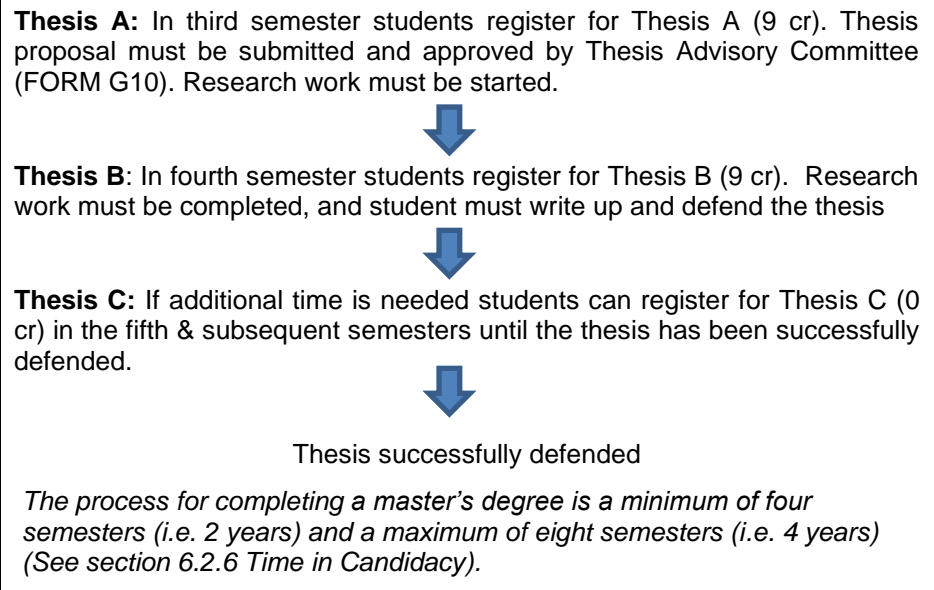 Thesis A: In third semester students register for Thesis A (9 cr). Thesis
proposal must be submitted and approved by Thesis Advisory Committee
(FORM G10). Research work must be started.
Thesis B: In fourth semester students register for Thesis B (9 cr). Research
work must be completed, and student must write up and defend the thesis
Thesis C: If additional time is needed students can register for Thesis C (0
cr) in the fifth & subsequent semesters until the thesis has been successfully
defended.
Thesis successfully defended
The process for completing a master’s degree is a minimum of four
semesters (i.e. 2 years) and a maximum of eight semesters (i.e. 4 years)
(See section 6.2.6 Time in Candidacy).